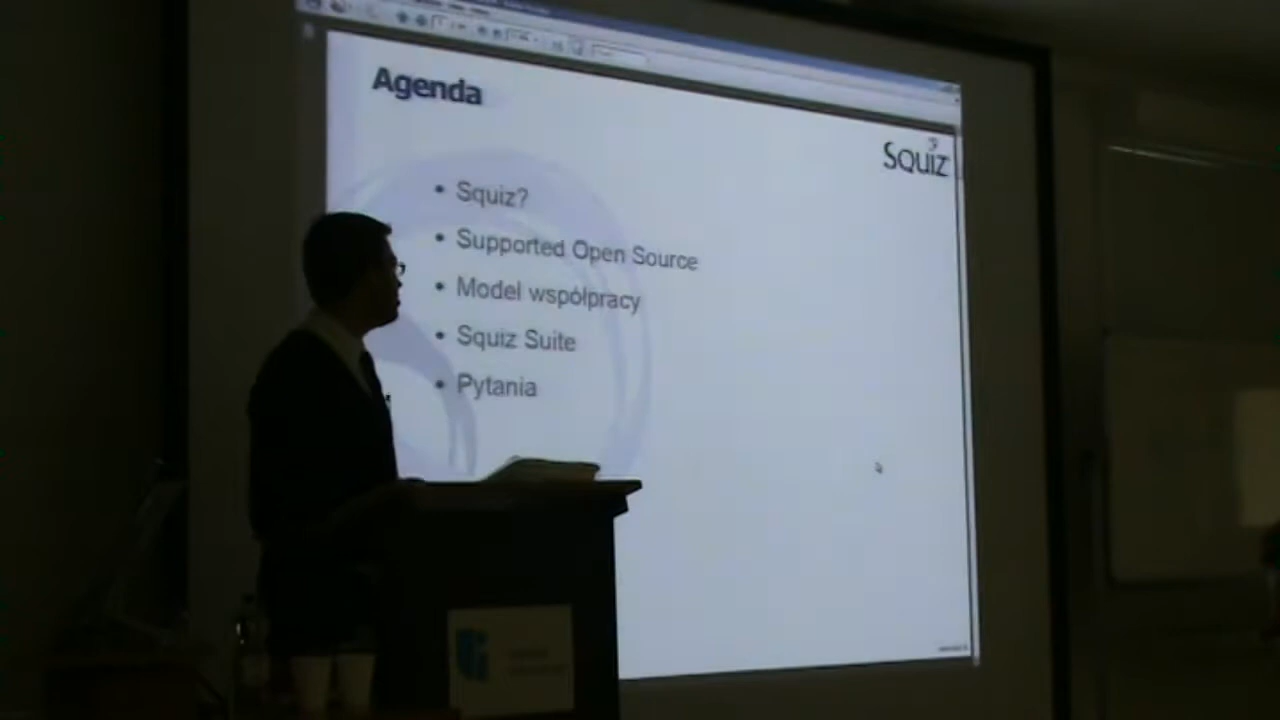 Agenda
SQUIZ
• Squiz?
• Supported Open Source
• Model współpracy
• Squiz Suite
• Pytania